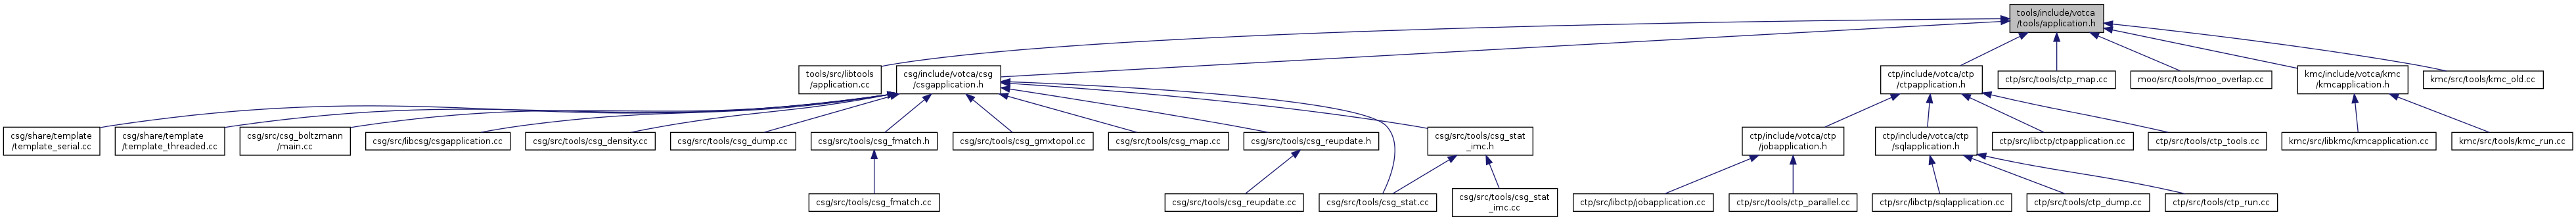 tools/include/votca
/tools/application.h
tools/src/libtools
/application.cc
csg/include/votca/csg
/csgapplication.h
ctp/include/votca/ctp
/ctpapplication.h
ctp/src/tools/ctp_map.cc
moo/src/tools/moo_overlap.cc
kmc/include/votca/kmc
/kmcapplication.h
kmc/src/tools/kmc_old.cc
csg/share/template
/template_serial.cc
csg/share/template
/template_threaded.cc
csg/src/csg_boltzmann
/main.cc
csg/src/libcsg/csgapplication.cc
csg/src/tools/csg_density.cc
csg/src/tools/csg_dump.cc
csg/src/tools/csg_fmatch.h
csg/src/tools/csg_gmxtopol.cc
csg/src/tools/csg_map.cc
csg/src/tools/csg_reupdate.h
csg/src/tools/csg_stat
_imc.h
ctp/include/votca/ctp
/jobapplication.h
ctp/include/votca/ctp
/sqlapplication.h
ctp/src/libctp/ctpapplication.cc
ctp/src/tools/ctp_tools.cc
kmc/src/libkmc/kmcapplication.cc
kmc/src/tools/kmc_run.cc
csg/src/tools/csg_fmatch.cc
csg/src/tools/csg_reupdate.cc
csg/src/tools/csg_stat.cc
csg/src/tools/csg_stat
_imc.cc
ctp/src/libctp/jobapplication.cc
ctp/src/tools/ctp_parallel.cc
ctp/src/libctp/sqlapplication.cc
ctp/src/tools/ctp_dump.cc
ctp/src/tools/ctp_run.cc